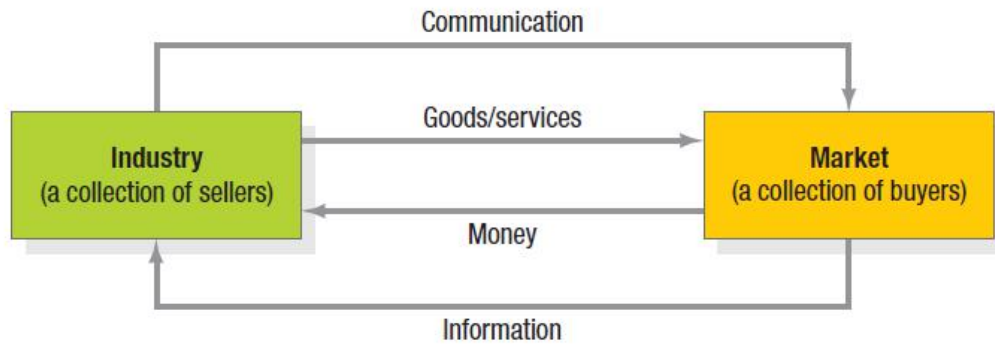 Communication
Goods/services
Industry
(a collection of sellers)
Market
(a collection of buyers)
Money
Information